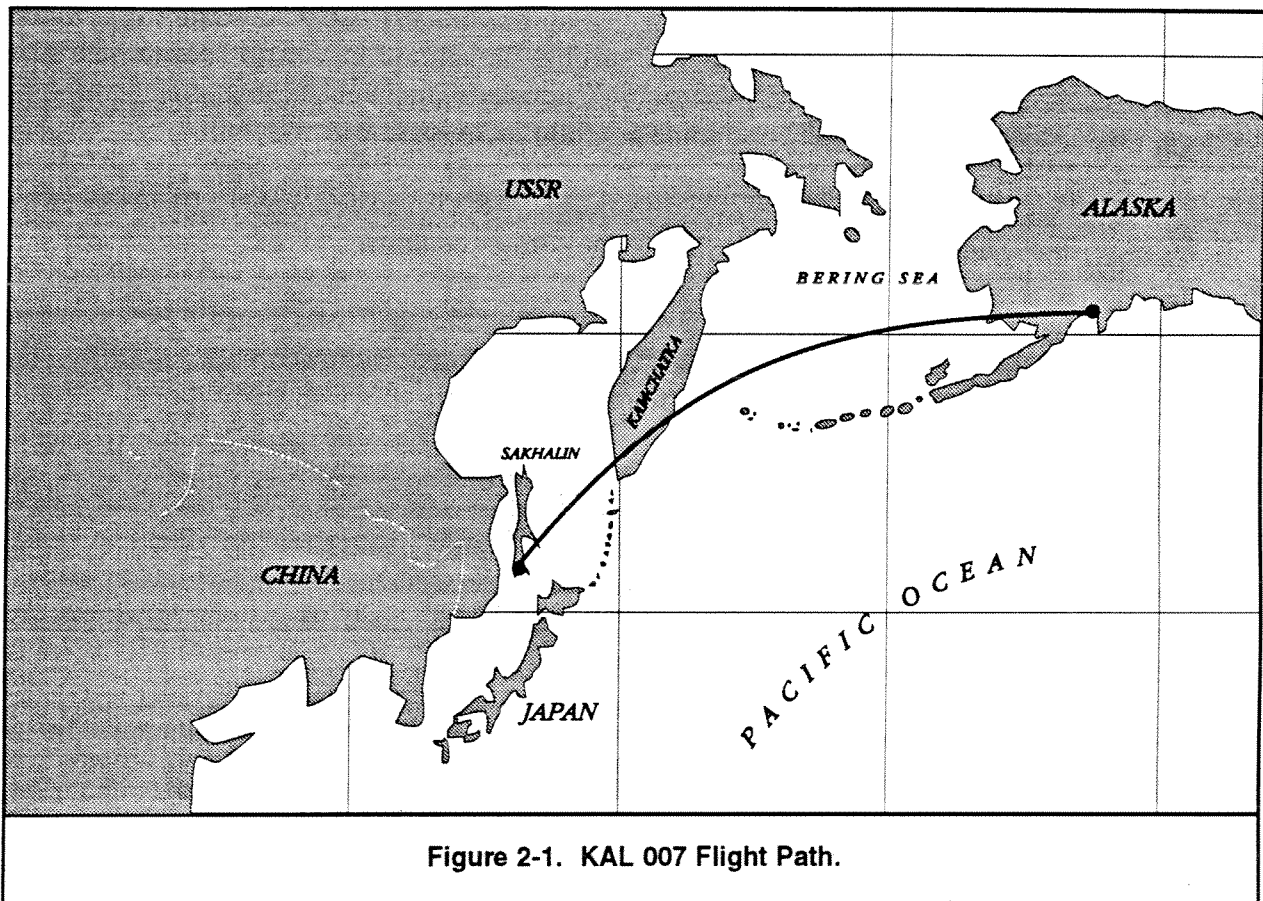 USSR
ALASKA
BERING SEA
KAMCHATKA
SAKHALIN
CHINA
PACIFIC OCEAN
JAPAN
Figure 2-1. KAL 007 Flight Path.